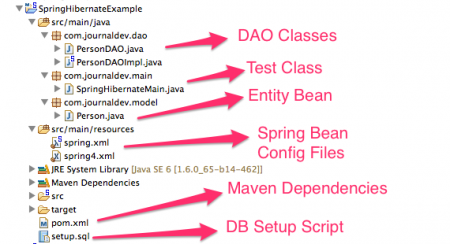 SpringHibernateExample
src/main/java
com.journaldev.dao
PersonDAO.java
PersonDAOImpl.java
DAO Classes
com.journaldev.main
SpringHibernateMain.java
Test Class
com.journaldev.model
Person.java
Entity Bean
src/main/resources
spring.xml
spring4.xml
Spring Bean
Config Files
JRE System Library [Java SE 6 [1.6.0_65-b14-462]]
Maven Dependencies
src
target
pom.xml
Maven Dependencies
setup.sql
DB Setup Script